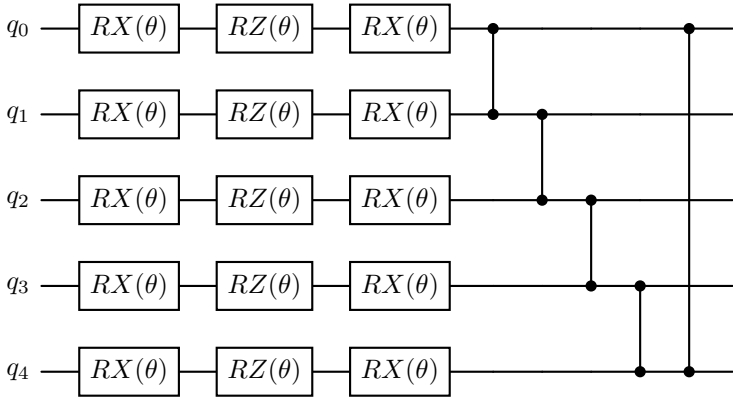 q₀ RX(θ) RZ(θ) RX(θ)
q₁ RX(θ) RZ(θ) RX(θ)
q₂ RX(θ) RZ(θ) RX(θ)
q₃ RX(θ) RZ(θ) RX(θ)
q₄ RX(θ) RZ(θ) RX(θ)